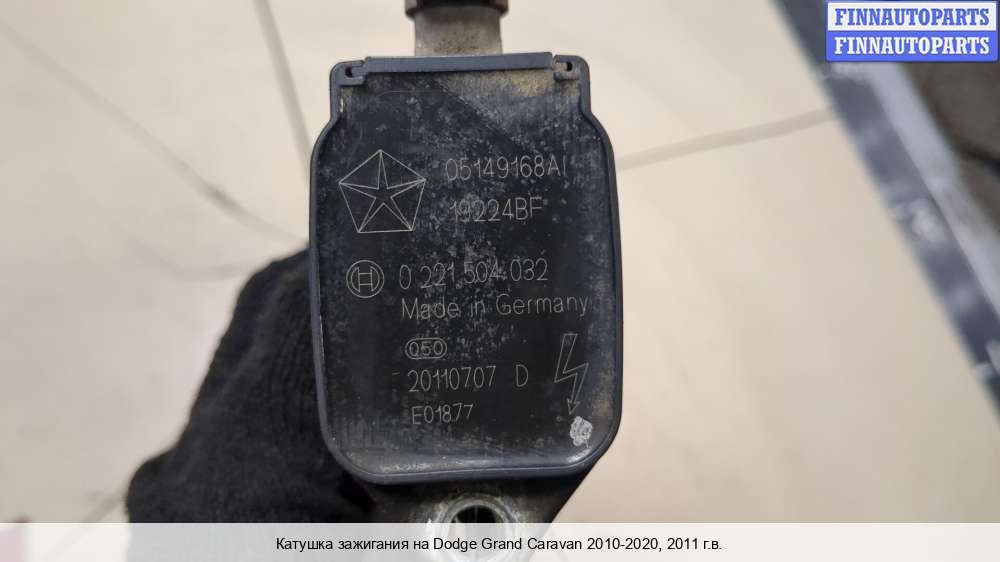 FINNAUTOPARTS
FINNAUTOPARTS
05149168AI
19224BF
H 0 221 504 032
Made in Germany
050
20110707 D
E01877
Катушка зажигания на Dodge Grand Caravan 2010-2020, 2011 г.в.